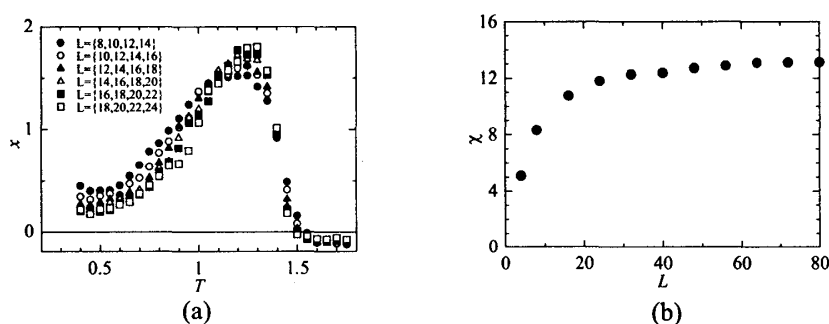 2
1
0
x
● L={8,10,12,14}
○ L={10,12,14,16}
▲ L={12,14,16,18}
△ L={14,16,18,20}
■ L={16,18,20,22}
□ L={18,20,22,24}
0.5 1 1.5
T
(a)
16
12
8
4
0
χ
0 20 40 60 80
L
(b)